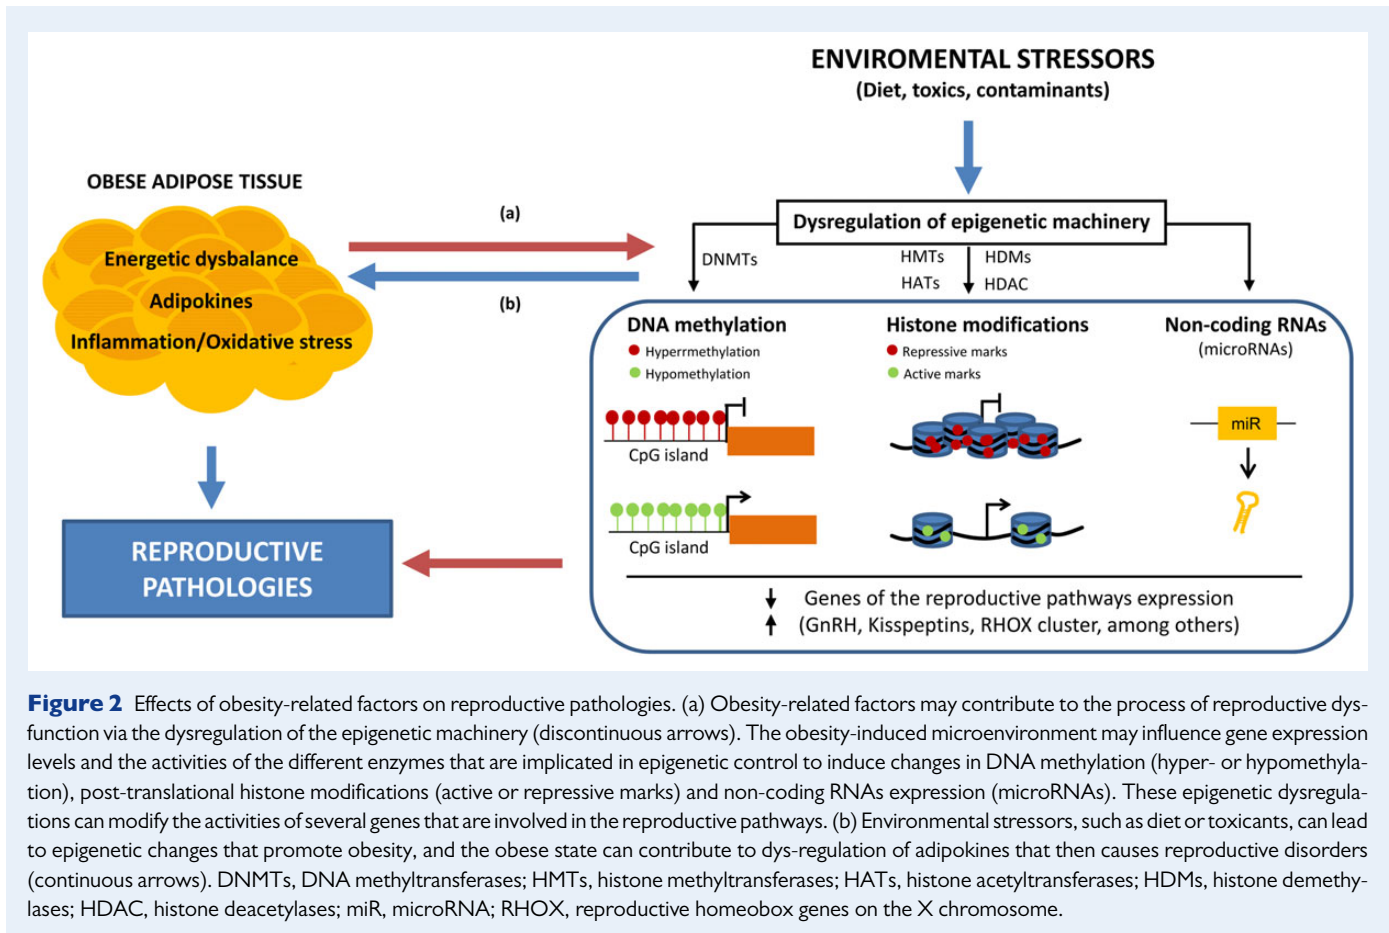 ENVIROMENTAL STRESSORS
(Diet, toxics, contaminants)
OBESE ADIPOSE TISSUE
Energetic dysbalance
Adipokines
Inflammation/Oxidative stress
(a)
(b)
Dysregulation of epigenetic machinery
DNMTs
HMTs
HDMs
HATs
HDAC
DNA methylation
Hyperrmethylation
Hypomethylation
CpG island
CpG island
Histone modifications
Repressive marks
Active marks
Non-coding RNAs
(microRNAs)
miR
REPRODUCTIVE
PATHOLOGIES
Genes of the reproductive pathways expression
(GnRH, Kisspeptins, RHOX cluster, among others)
Figure 2 Effects of obesity-related factors on reproductive pathologies. (a) Obesity-related factors may contribute to the process of reproductive dys-
function via the dysregulation of the epigenetic machinery (discontinuous arrows). The obesity-induced microenvironment may influence gene expression
levels and the activities of the different enzymes that are implicated in epigenetic control to induce changes in DNA methylation (hyper- or hypomethyla-
tion), post-translational histone modifications (active or repressive marks) and non-coding RNAs expression (microRNAs). These epigenetic dysregula-
tions can modify the activities of several genes that are involved in the reproductive pathways. (b) Environmental stressors, such as diet or toxicants, can lead
to epigenetic changes that promote obesity, and the obese state can contribute to dys-regulation of adipokines that then causes reproductive disorders
(continuous arrows). DNMTs, DNA methyltransferases; HMTs, histone methyltransferases; HATs, histone acetyltransferases; HDMs, histone demethy-
lases; HDAC, histone deacetylases; miR, microRNA; RHOX, reproductive homeobox genes on the X chromosome.